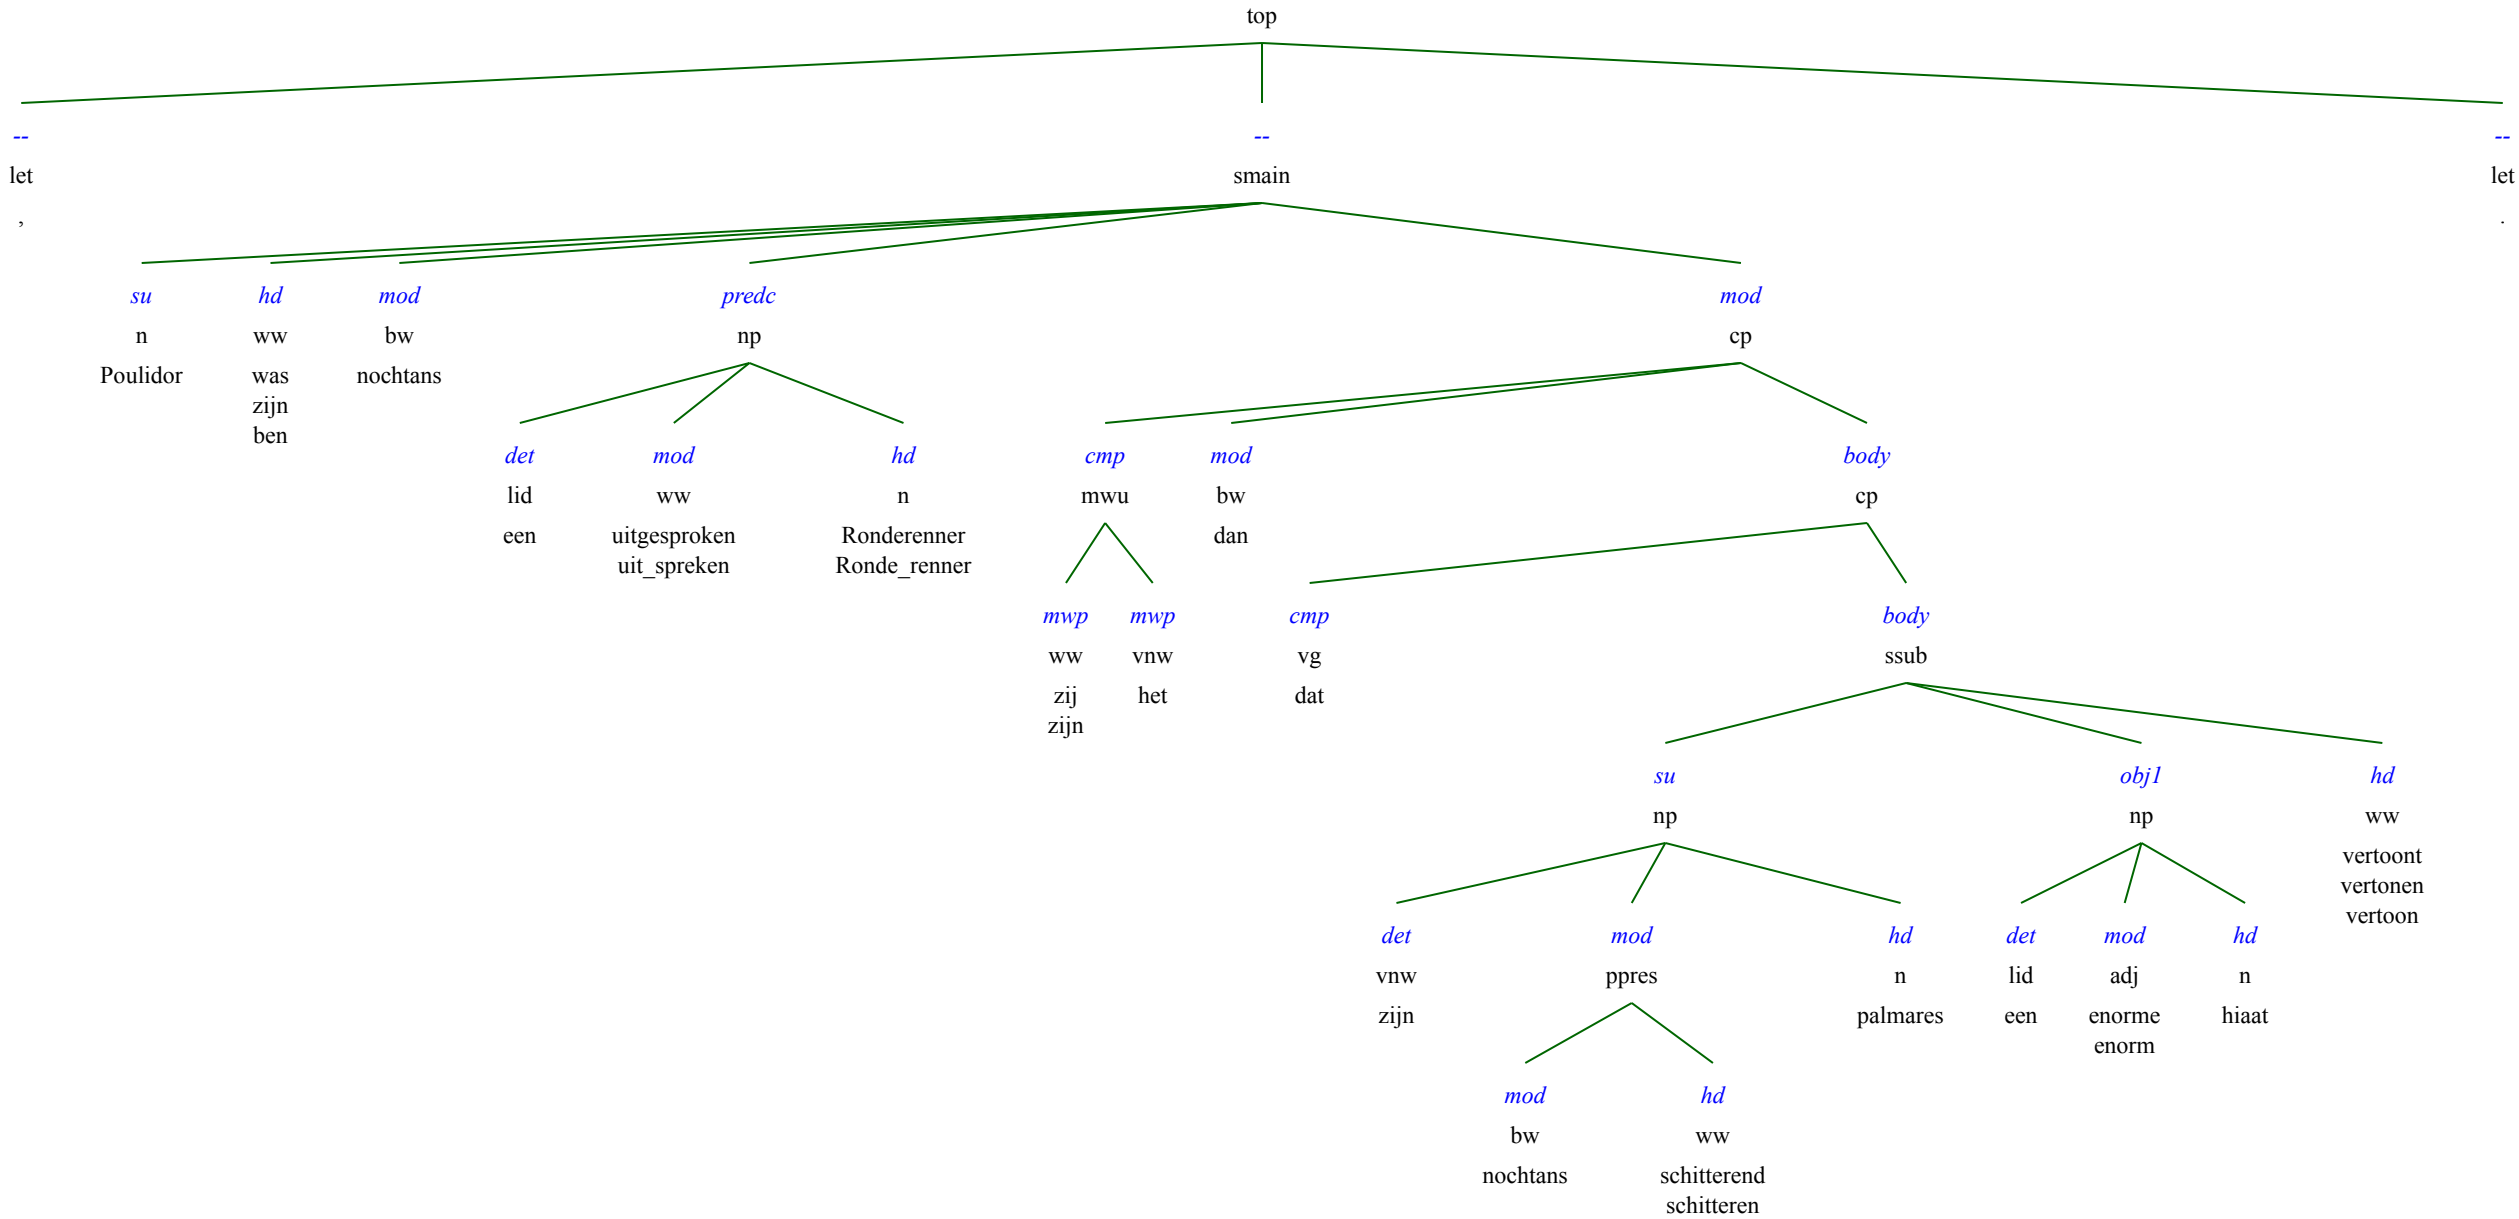 top
-- -- --
let smain let
, .
su hd mod predc mod
n ww bw np cp
Poulidor was nochtans
zijn
ben
det mod hd cmp mod body
lid ww n mwu bw cp
een uitgesproken Ronderenner dan
uit_spreken Ronde_renner
mwp mwp cmp body
ww vnw vg ssub
zij het dat
zijn
su obj1 hd
np np ww
vertoont
vertonen
vertoon
det mod hd det mod hd
vnw ppres n lid adj n
zijn palmares een enorme hiaat
enorm
mod hd
bw ww
nochtans schitterend
schitteren